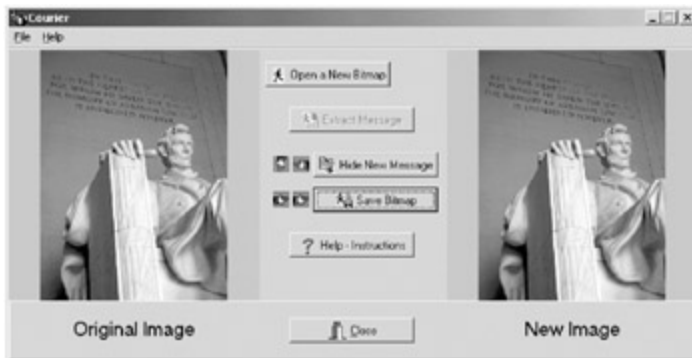 Courier
File Help
Open a New Bitmap
Extract Message
Hide New Message
Save Bitmap
Help - Instructions
Original Image
Close
New Image